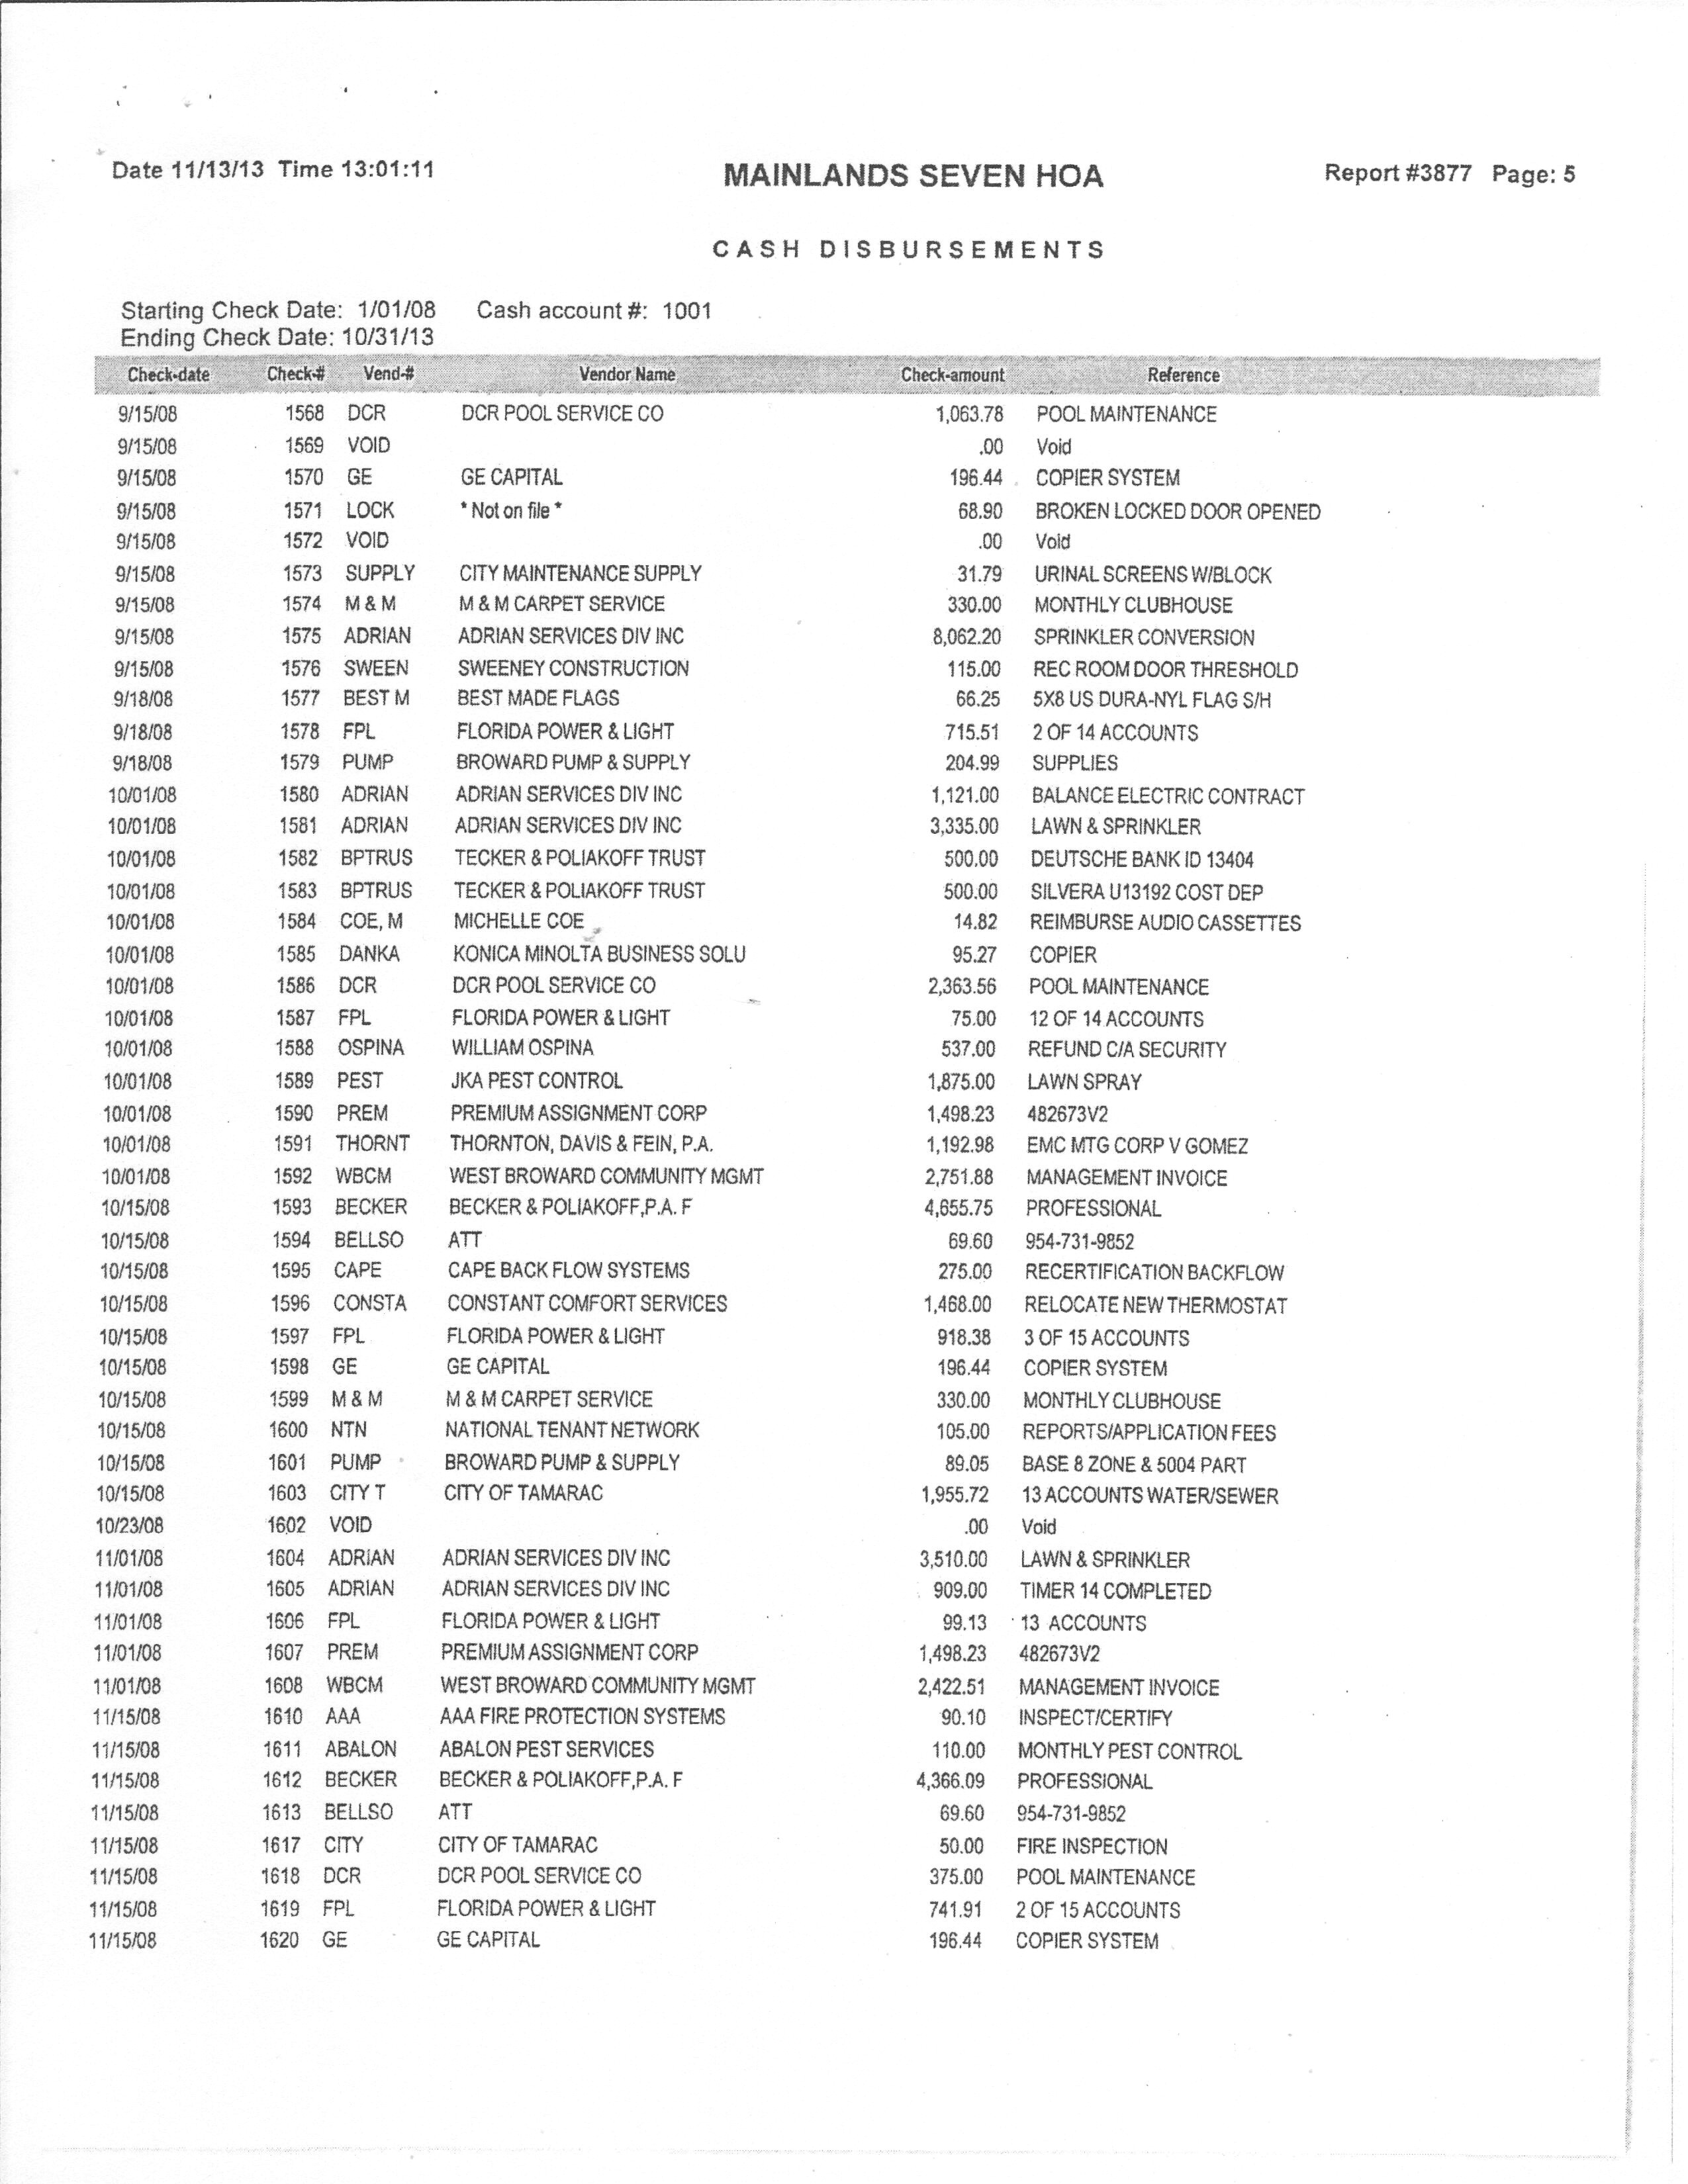 Date 11/13/13 Time 13:01:11 MAINLANDS SEVEN HOA Report #3877 Page: 5
CASH DISBURSEMENTS
Starting Check Date: 1/01/08 Cash account #: 1001
Ending Check Date: 10/31/13
Check-date Check-# Vend-# Vendor Name Check-amount Reference
9/15/08 1568 DCR DCR POOL SERVICE CO 1,063.78 POOL MAINTENANCE
9/15/08 1569 VOID .00 Void
9/15/08 1570 GE GE CAPITAL 196.44 COPIER SYSTEM
9/15/08 1571 LOCK * Not on file * 68.90 BROKEN LOCKED DOOR OPENED
9/15/08 1572 VOID .00 Void
9/15/08 1573 SUPPLY CITY MAINTENANCE SUPPLY 31.79 URINAL SCREENS W/BLOCK
9/15/08 1574 M & M M & M CARPET SERVICE 330.00 MONTHLY CLUBHOUSE
9/15/08 1575 ADRIAN ADRIAN SERVICES DIV INC 8,062.20 SPRINKLER CONVERSION
9/15/08 1576 SWEEN SWEENEY CONSTRUCTION 115.00 REC ROOM DOOR THRESHOLD
9/18/08 1577 BEST M BEST MADE FLAGS 66.25 5X8 US DURA-NYL FLAG S/H
9/18/08 1578 FPL FLORIDA POWER & LIGHT 715.51 2 OF 14 ACCOUNTS
9/18/08 1579 PUMP BROWARD PUMP & SUPPLY 204.99 SUPPLIES
10/01/08 1580 ADRIAN ADRIAN SERVICES DIV INC 1,121.00 BALANCE ELECTRIC CONTRACT
10/01/08 1581 ADRIAN ADRIAN SERVICES DIV INC 3,335.00 LAWN & SPRINKLER
10/01/08 1582 BPTRUS TECKER & POLIAKOFF TRUST 500.00 DEUTSCHE BANK ID 13404
10/01/08 1583 BPTRUS TECKER & POLIAKOFF TRUST 500.00 SILVERA U13192 COST DEP
10/01/08 1584 COE, M MICHELLE COE 14.82 REIMBURSE AUDIO CASSETTES
10/01/08 1585 DANKA KONICA MINOLTA BUSINESS SOLU 95.27 COPIER
10/01/08 1586 DCR DCR POOL SERVICE CO 2,363.56 POOL MAINTENANCE
10/01/08 1587 FPL FLORIDA POWER & LIGHT 75.00 12 OF 14 ACCOUNTS
10/01/08 1588 OSPINA WILLIAM OSPINA 537.00 REFUND C/A SECURITY
10/01/08 1589 PEST JKA PEST CONTROL 1,875.00 LAWN SPRAY
10/01/08 1590 PREM PREMIUM ASSIGNMENT CORP 1,498.23 482673V2
10/01/08 1591 THORNT THORNTON, DAVIS & FEIN, P.A. 1,192.98 EMC MTG CORP V GOMEZ
10/01/08 1592 WBCM WEST BROWARD COMMUNITY MGMT 2,751.88 MANAGEMENT INVOICE
10/15/08 1593 BECKER BECKER & POLIAKOFF,P.A. F 4,655.75 PROFESSIONAL
10/15/08 1594 BELLSO ATT 69.60 954-731-9852
10/15/08 1595 CAPE CAPE BACK FLOW SYSTEMS 275.00 RECERTIFICATION BACKFLOW
10/15/08 1596 CONSTA CONSTANT COMFORT SERVICES 1,468.00 RELOCATE NEW THERMOSTAT
10/15/08 1597 FPL FLORIDA POWER & LIGHT 918.38 3 OF 15 ACCOUNTS
10/15/08 1598 GE GE CAPITAL 196.44 COPIER SYSTEM
10/15/08 1599 M & M M & M CARPET SERVICE 330.00 MONTHLY CLUBHOUSE
10/15/08 1600 NTN NATIONAL TENANT NETWORK 105.00 REPORTS/APPLICATION FEES
10/15/08 1601 PUMP BROWARD PUMP & SUPPLY 89.05 BASE 8 ZONE & 5004 PART
10/15/08 1603 CITY T CITY OF TAMARAC 1,955.72 13 ACCOUNTS WATER/SEWER
10/23/08 1602 VOID .00 Void
11/01/08 1604 ADRIAN ADRIAN SERVICES DIV INC 3,510.00 LAWN & SPRINKLER
11/01/08 1605 ADRIAN ADRIAN SERVICES DIV INC 909.00 TIMER 14 COMPLETED
11/01/08 1606 FPL FLORIDA POWER & LIGHT 99.13 13 ACCOUNTS
11/01/08 1607 PREM PREMIUM ASSIGNMENT CORP 1,498.23 482673V2
11/01/08 1608 WBCM WEST BROWARD COMMUNITY MGMT 2,422.51 MANAGEMENT INVOICE
11/15/08 1610 AAA AAA FIRE PROTECTION SYSTEMS 90.10 INSPECT/CERTIFY
11/15/08 1611 ABALON ABALON PEST SERVICES 110.00 MONTHLY PEST CONTROL
11/15/08 1612 BECKER BECKER & POLIAKOFF,P.A. F 4,366.09 PROFESSIONAL
11/15/08 1613 BELLSO ATT 69.60 954-731-9852
11/15/08 1617 CITY CITY OF TAMARAC 50.00 FIRE INSPECTION
11/15/08 1618 DCR DCR POOL SERVICE CO 375.00 POOL MAINTENANCE
11/15/08 1619 FPL FLORIDA POWER & LIGHT 741.91 2 OF 15 ACCOUNTS
11/15/08 1620 GE GE CAPITAL 196.44 COPIER SYSTEM